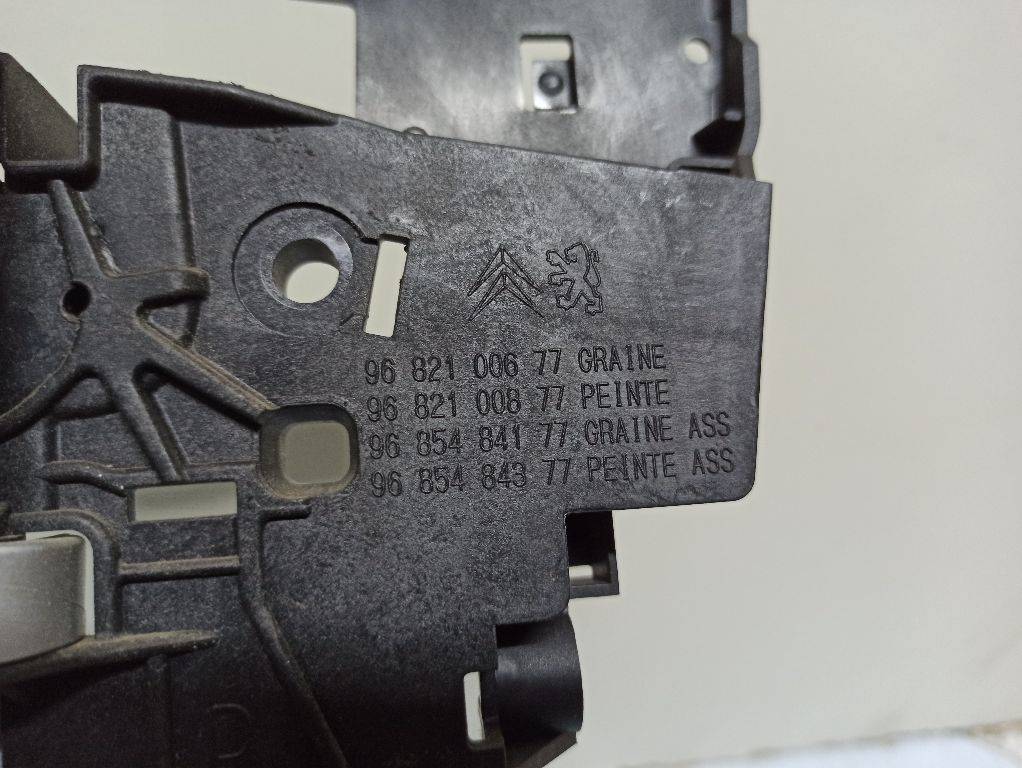 96 821 006 77 GRAINE
96 821 008 77 PEINTE
96 854 841 77 GRAINE ASS
96 854 843 77 PEINTE ASS